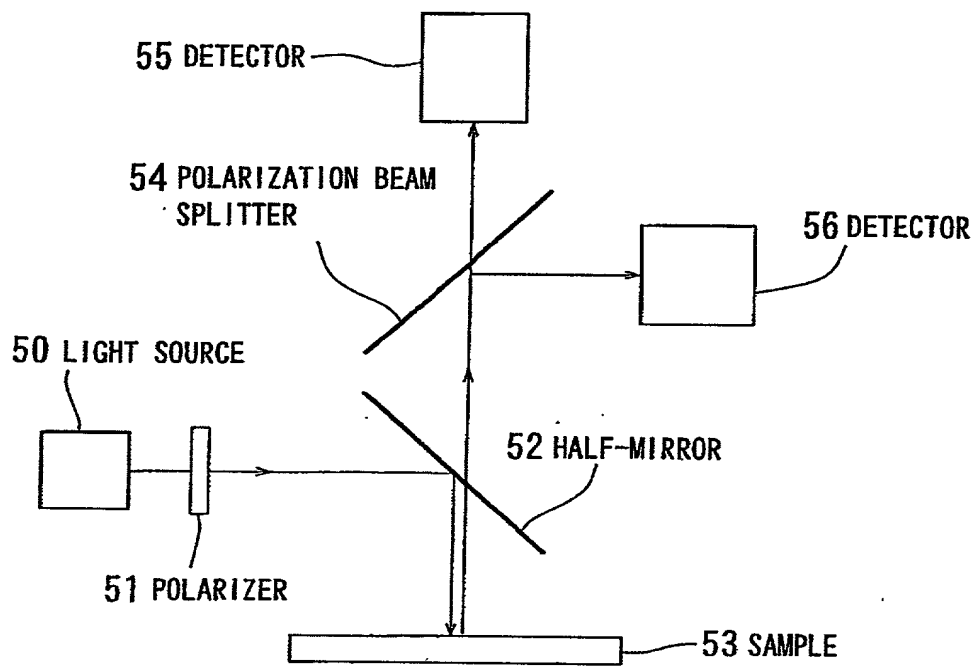 55 DETECTOR
54 POLARIZATION BEAM
SPLITTER
56 DETECTOR
50 LIGHT SOURCE
52 HALF-MIRROR
51 POLARIZER
53 SAMPLE